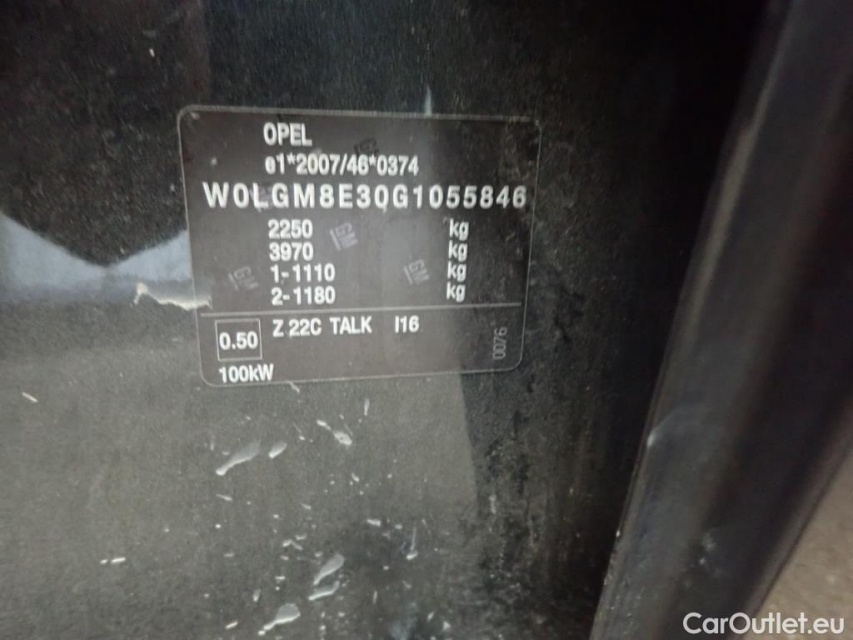 OPEL
e1*2007/46*0374
W0LGM8E30G1055846
2250 kg
3970 kg
1-1110 kg
2-1180 kg
0.50 Z 22C TALK I16
0076
100kW
CarOutlet.eu